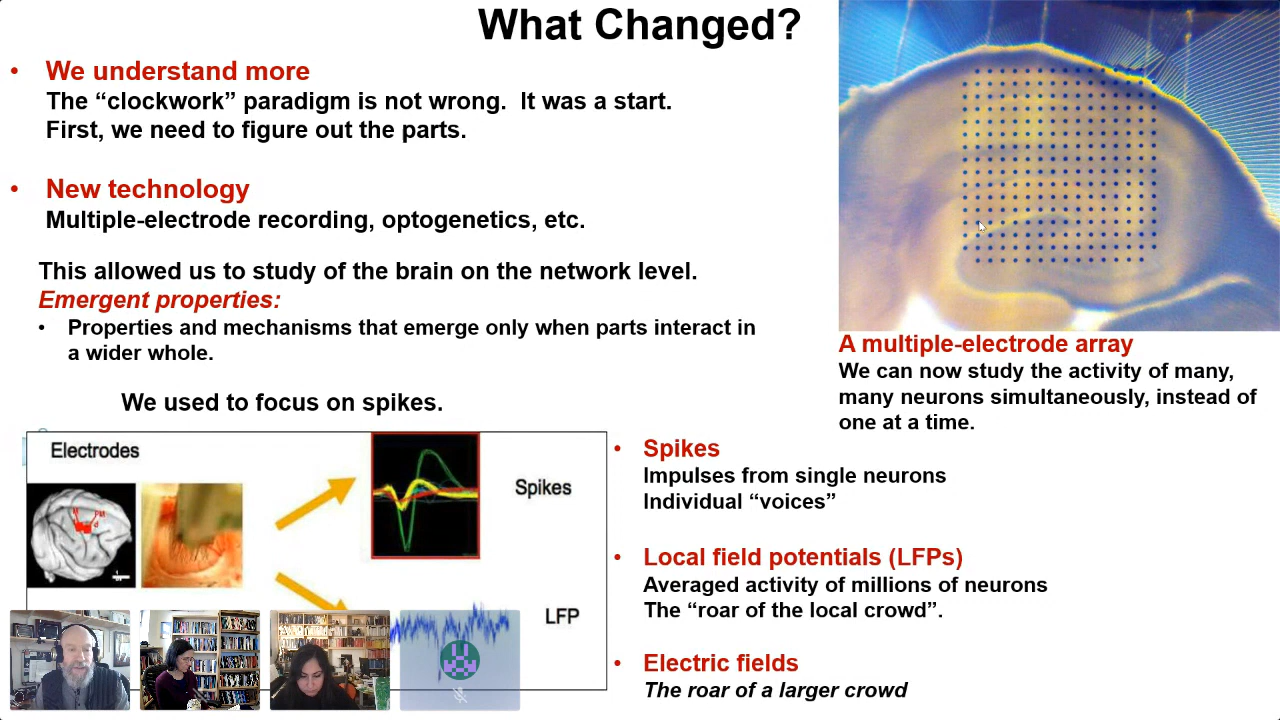 What Changed?
• We understand more
The “clockwork” paradigm is not wrong.  It was a start.
First, we need to figure out the parts.
• New technology
Multiple-electrode recording, optogenetics, etc.
This allowed us to study of the brain on the network level.
Emergent properties:
• Properties and mechanisms that emerge only when parts interact in
a wider whole.
A multiple-electrode array
We can now study the activity of many,
many neurons simultaneously, instead of
one at a time.
We used to focus on spikes.
Electrodes
Spikes
LFP
• Spikes
Impulses from single neurons
Individual “voices”
• Local field potentials (LFPs)
Averaged activity of millions of neurons
The “roar of the local crowd”.
• Electric fields
The roar of a larger crowd